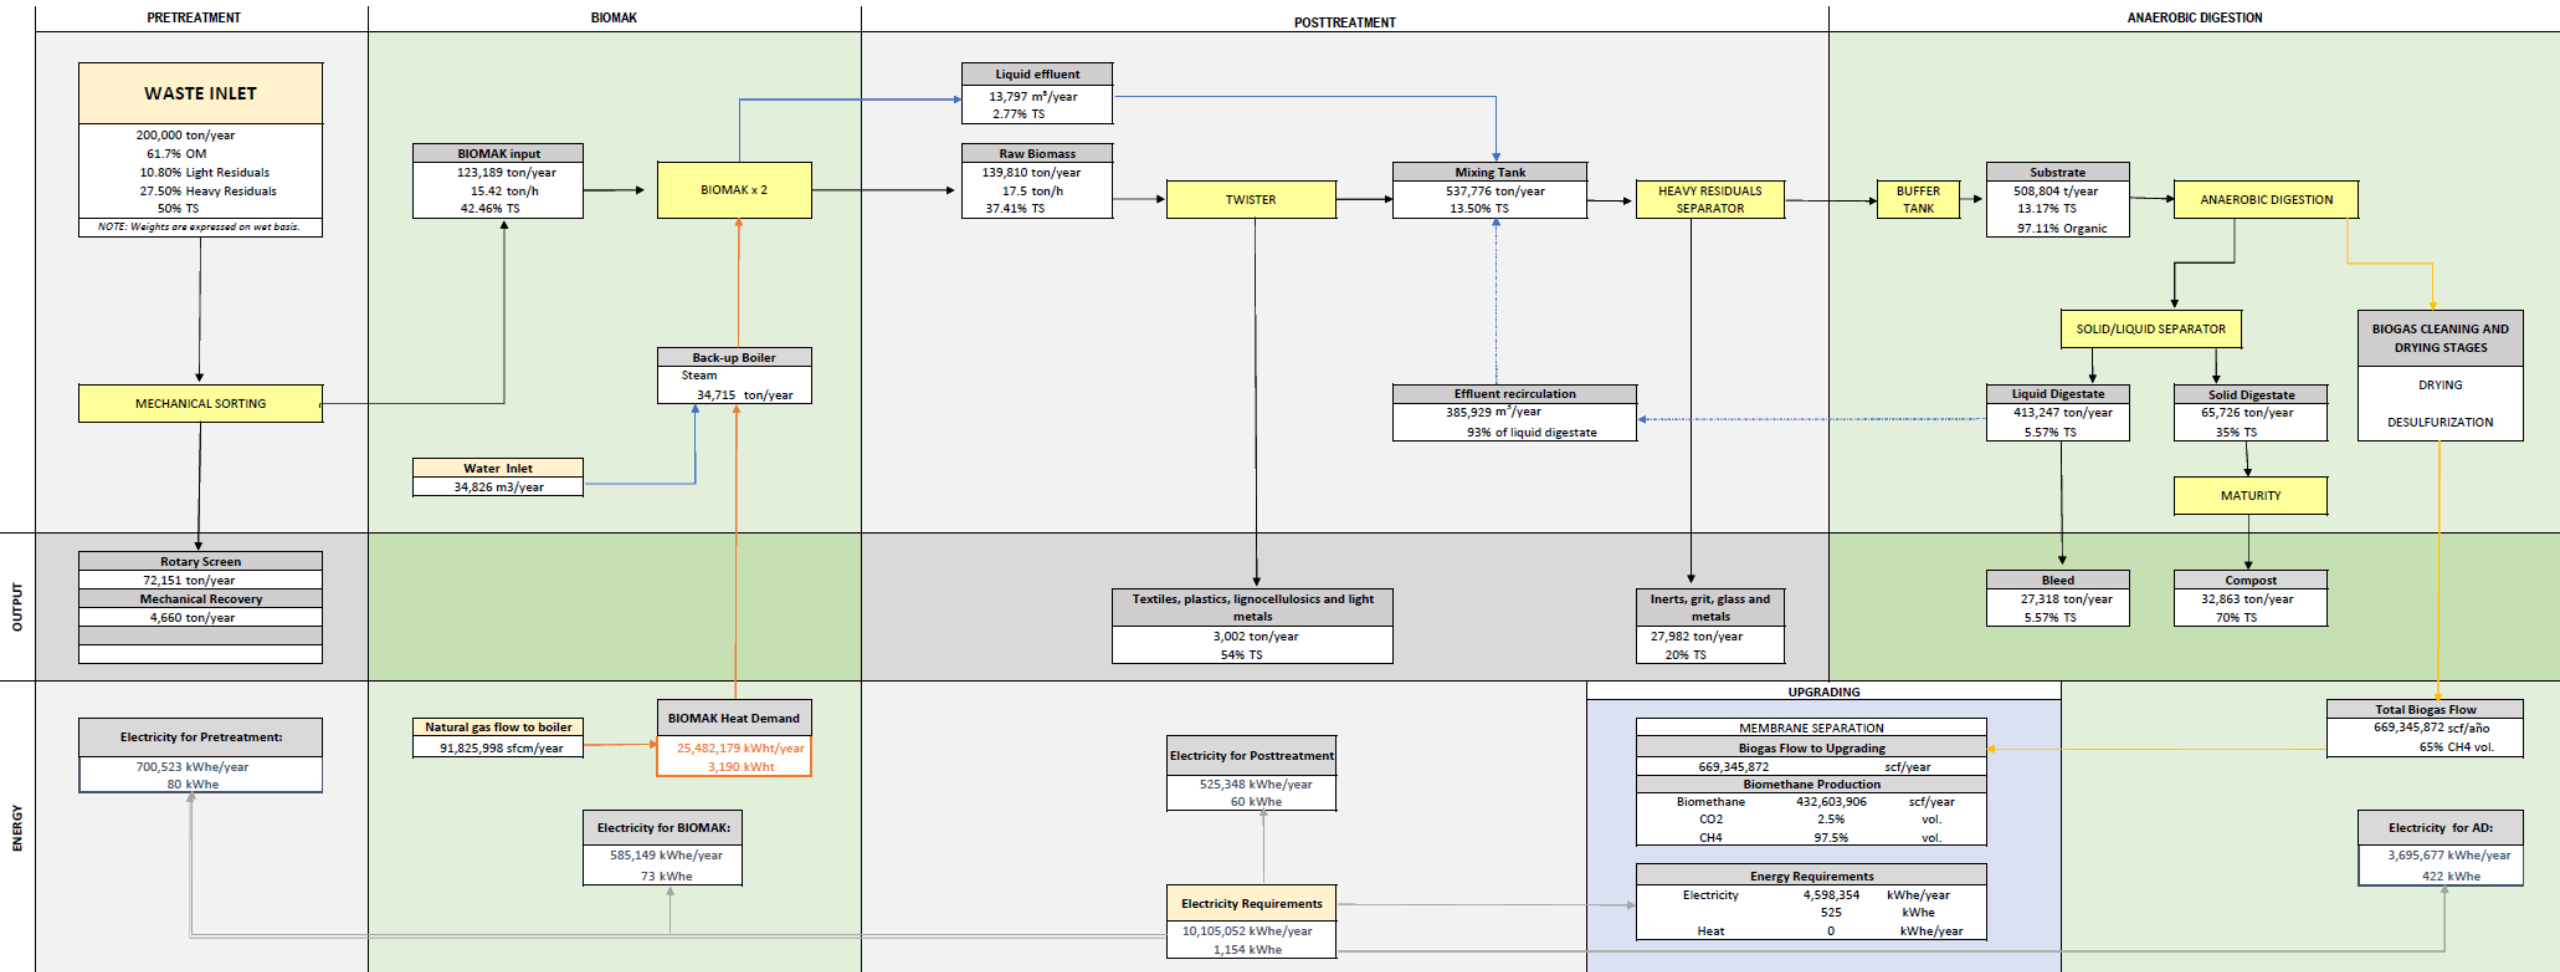 PRETREATMENT
BIOMAK
POSTTREATMENT
ANAEROBIC DIGESTION
WASTE INLET
200,000 ton/year
61.7% OM
10.80% Light Residuals
27.50% Heavy Residuals
50% TS
NOTE: Weights are expressed on wet basis.
MECHANICAL SORTING
BIOMAK input
123,189 ton/year
15.42 ton/h
42.46% TS
BIOMAK x 2
Back-up Boiler
Steam
34,715 ton/year
Water Inlet
34,826 m3/year
Liquid effluent
13,797 m³/year
2.77% TS
Raw Biomass
139,810 ton/year
17.5 ton/h
37.41% TS
TWISTER
Mixing Tank
537,776 ton/year
13.50% TS
HEAVY RESIDUALS
SEPARATOR
Effluent recirculation
385,929 m³/year
93% of liquid digestate
BUFFER
TANK
Substrate
508,804 t/year
13.17% TS
97.11% Organic
ANAEROBIC DIGESTION
SOLID/LIQUID SEPARATOR
BIOGAS CLEANING AND
DRYING STAGES
DRYING
DESULFURIZATION
Liquid Digestate
413,247 ton/year
5.57% TS
Solid Digestate
65,726 ton/year
35% TS
MATURITY
OUTPUT
Rotary Screen
72,151 ton/year
Mechanical Recovery
4,660 ton/year
Textiles, plastics, lignocellulosics and light
metals
3,002 ton/year
54% TS
Inerts, grit, glass and
metals
27,982 ton/year
20% TS
Bleed
27,318 ton/year
5.57% TS
Compost
32,863 ton/year
70% TS
ENERGY
Electricity for Pretreatment:
700,523 kWhe/year
80 kWhe
Natural gas flow to boiler
91,825,998 sfcm/year
BIOMAK Heat Demand
25,482,179 kWht/year
3,190 kWht
Electricity for BIOMAK:
585,149 kWhe/year
73 kWhe
Electricity for Posttreatment
525,348 kWhe/year
60 kWhe
Electricity Requirements
10,105,052 kWhe/year
1,154 kWhe
UPGRADING
MEMBRANE SEPARATION
Biogas Flow to Upgrading
669,345,872 scf/year
Biomethane Production
Biomethane 432,603,906 scf/year
CO2 2.5% vol.
CH4 97.5% vol.
Energy Requirements
Electricity 4,598,354 kWhe/year
525 kWhe
Heat 0 kWhe/year
Total Biogas Flow
669,345,872 scf/año
65% CH4 vol.
Electricity for AD:
3,695,677 kWhe/year
422 kWhe